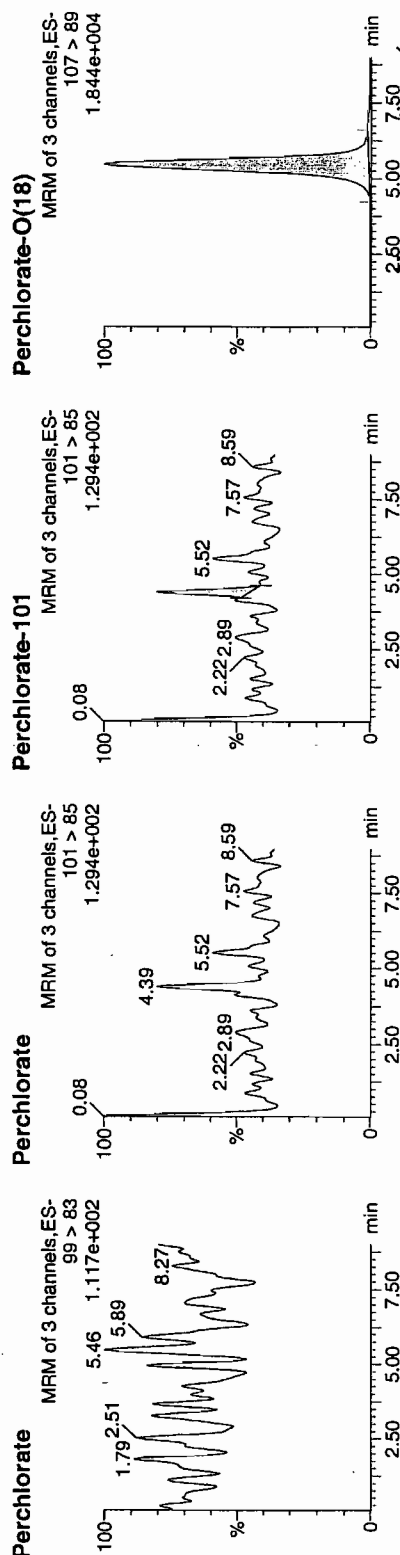 Perchlorate
MRM of 3 channels,ES-
99 > 83
1.117e+002
100
%
0
1.79
2.51
5.46
5.89
8.27
2.50
5.00
7.50
min
Perchlorate
MRM of 3 channels,ES-
101 > 85
1.294e+002
100
%
0
0.08
2.22
2.89
4.39
5.52
7.57
8.59
2.50
5.00
7.50
min
Perchlorate-101
MRM of 3 channels,ES-
101 > 85
1.294e+002
100
%
0
0.08
2.22
2.89
5.52
7.57
8.59
2.50
5.00
7.50
min
Perchlorate-O(18)
MRM of 3 channels,ES-
107 > 89
1.844e+004
100
%
0
2.50
5.00
7.50
min